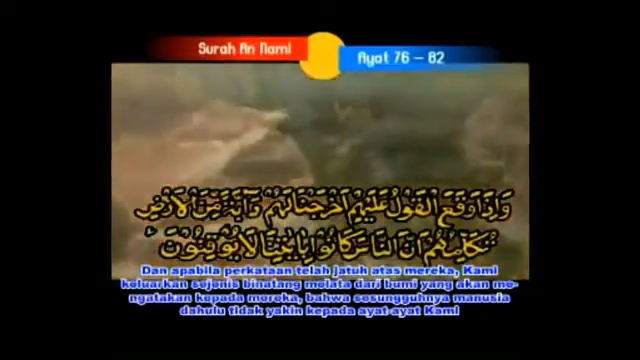 Surah An Naml
Ayat 76 - 82
وَإِذَا وَقَعَ الْقَوْلُ عَلَيْهِمْ أَخْرَجْنَا لَهُمْ دَآبَّةً مِّنَ الْأَرْضِ
تُكَلِّمُهُمْ أَنَّ النَّاسَ كَانُوا بِآيَاتِنَا لَا يُوقِنُونَ
Dan apabila perkataan telah jatuh atas mereka, Kami
keluarkan sejenis binatang melata dari bumi yang akan me-
ngatakan kepada mereka, bahwa sesungguhnya manusia
dahulu tidak yakin kepada ayat-ayat Kami